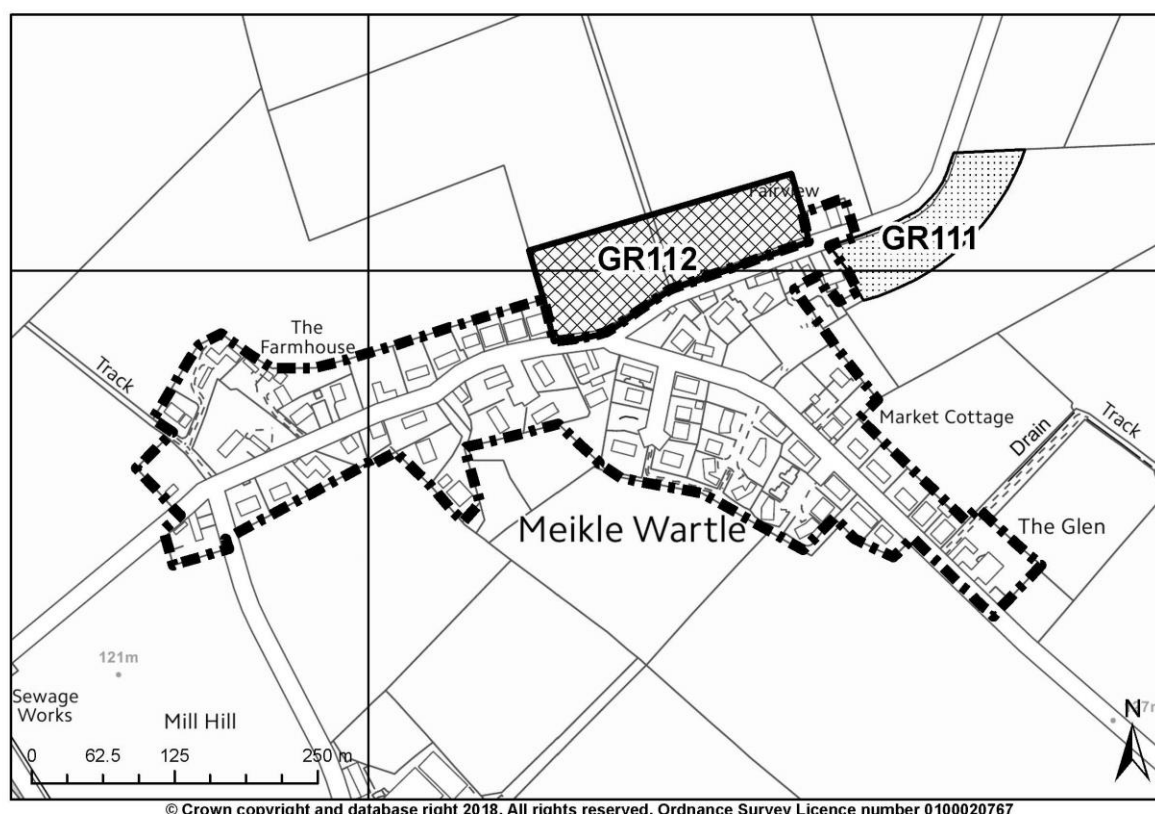 Fairview
GR111
GR112
The
Farmhouse
Track
Market Cottage
Drain
Track
Meikle Wartle
The Glen
121m
Sewage
Works
Mill Hill
N
0 62.5 125 250 m
© Crown copyright and database right 2018. All rights reserved. Ordnance Survey Licence number 0100020767